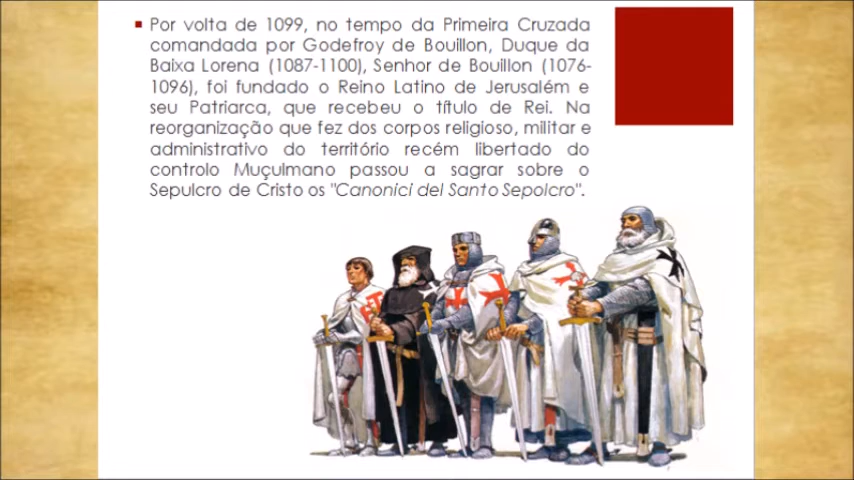 Por volta de 1099, no tempo da Primeira Cruzada
comandada por Godefroy de Bouillon, Duque da
Baixa Lorena (1087-1100), Senhor de Bouillon (1076-
1096), foi fundado o Reino Latino de Jerusalém e
seu Patriarca, que recebeu o título de Rei. Na
reorganização que fez dos corpos religioso, militar e
administrativo do território recém libertado do
controlo Muçulmano passou a sagrar sobre o
Sepulcro de Cristo os "Canonici del Santo Sepolcro".